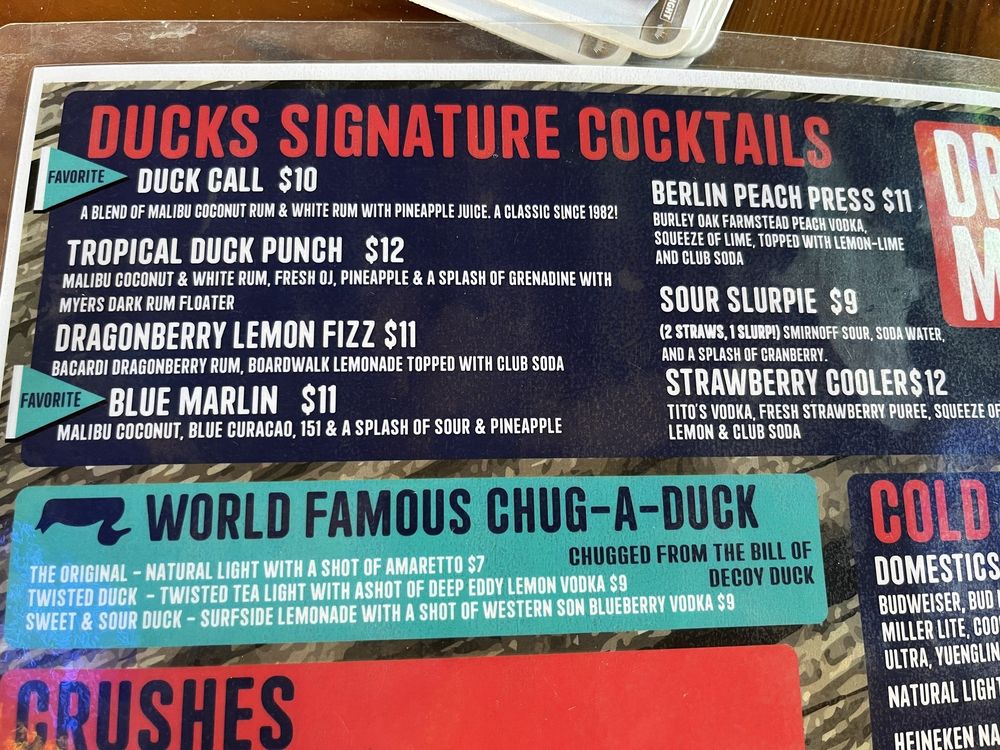 DUCKS SIGNATURE COCKTAILS
FAVORITE
DUCK CALL $10
A BLEND OF MALIBU COCONUT RUM & WHITE RUM WITH PINEAPPLE JUICE. A CLASSIC SINCE 1982!
TROPICAL DUCK PUNCH $12
MALIBU COCONUT & WHITE RUM, FRESH OJ, PINEAPPLE & A SPLASH OF GRENADINE WITH
MYERS DARK RUM FLOATER
DRAGONBERRY LEMON FIZZ $11
BACARDI DRAGONBERRY RUM, BOARDWALK LEMONADE TOPPED WITH CLUB SODA
FAVORITE
BLUE MARLIN $11
MALIBU COCONUT, BLUE CURACAO, 151 & A SPLASH OF SOUR & PINEAPPLE
BERLIN PEACH PRESS $11
BURLEY OAK FARMSTEAD PEACH VODKA,
SQUEEZE OF LIME, TOPPED WITH LEMON-LIME
AND CLUB SODA
SOUR SLURPIE $9
(2 STRAWS, 1 SLURP!) SMIRNOFF SOUR, SODA WATER,
AND A SPLASH OF CRANBERRY.
STRAWBERRY COOLER$12
TITO'S VODKA, FRESH STRAWBERRY PUREE, SQUEEZE OF
LEMON & CLUB SODA
WORLD FAMOUS CHUG-A-DUCK
CHUGGED FROM THE BILL OF
DECOY DUCK
THE ORIGINAL - NATURAL LIGHT WITH A SHOT OF AMARETTO $7
TWISTED DUCK - TWISTED TEA LIGHT WITH ASHOT OF DEEP EDDY LEMON VODKA $9
SWEET & SOUR DUCK - SURFSIDE LEMONADE WITH A SHOT OF WESTERN SON BLUEBERRY VODKA $9
CRUSHES
COLD
DOMESTICS
BUDWEISER, BUD
MILLER LITE, COO
ULTRA, YUENGLIN
NATURAL LIGHT
HEINEKEN NA